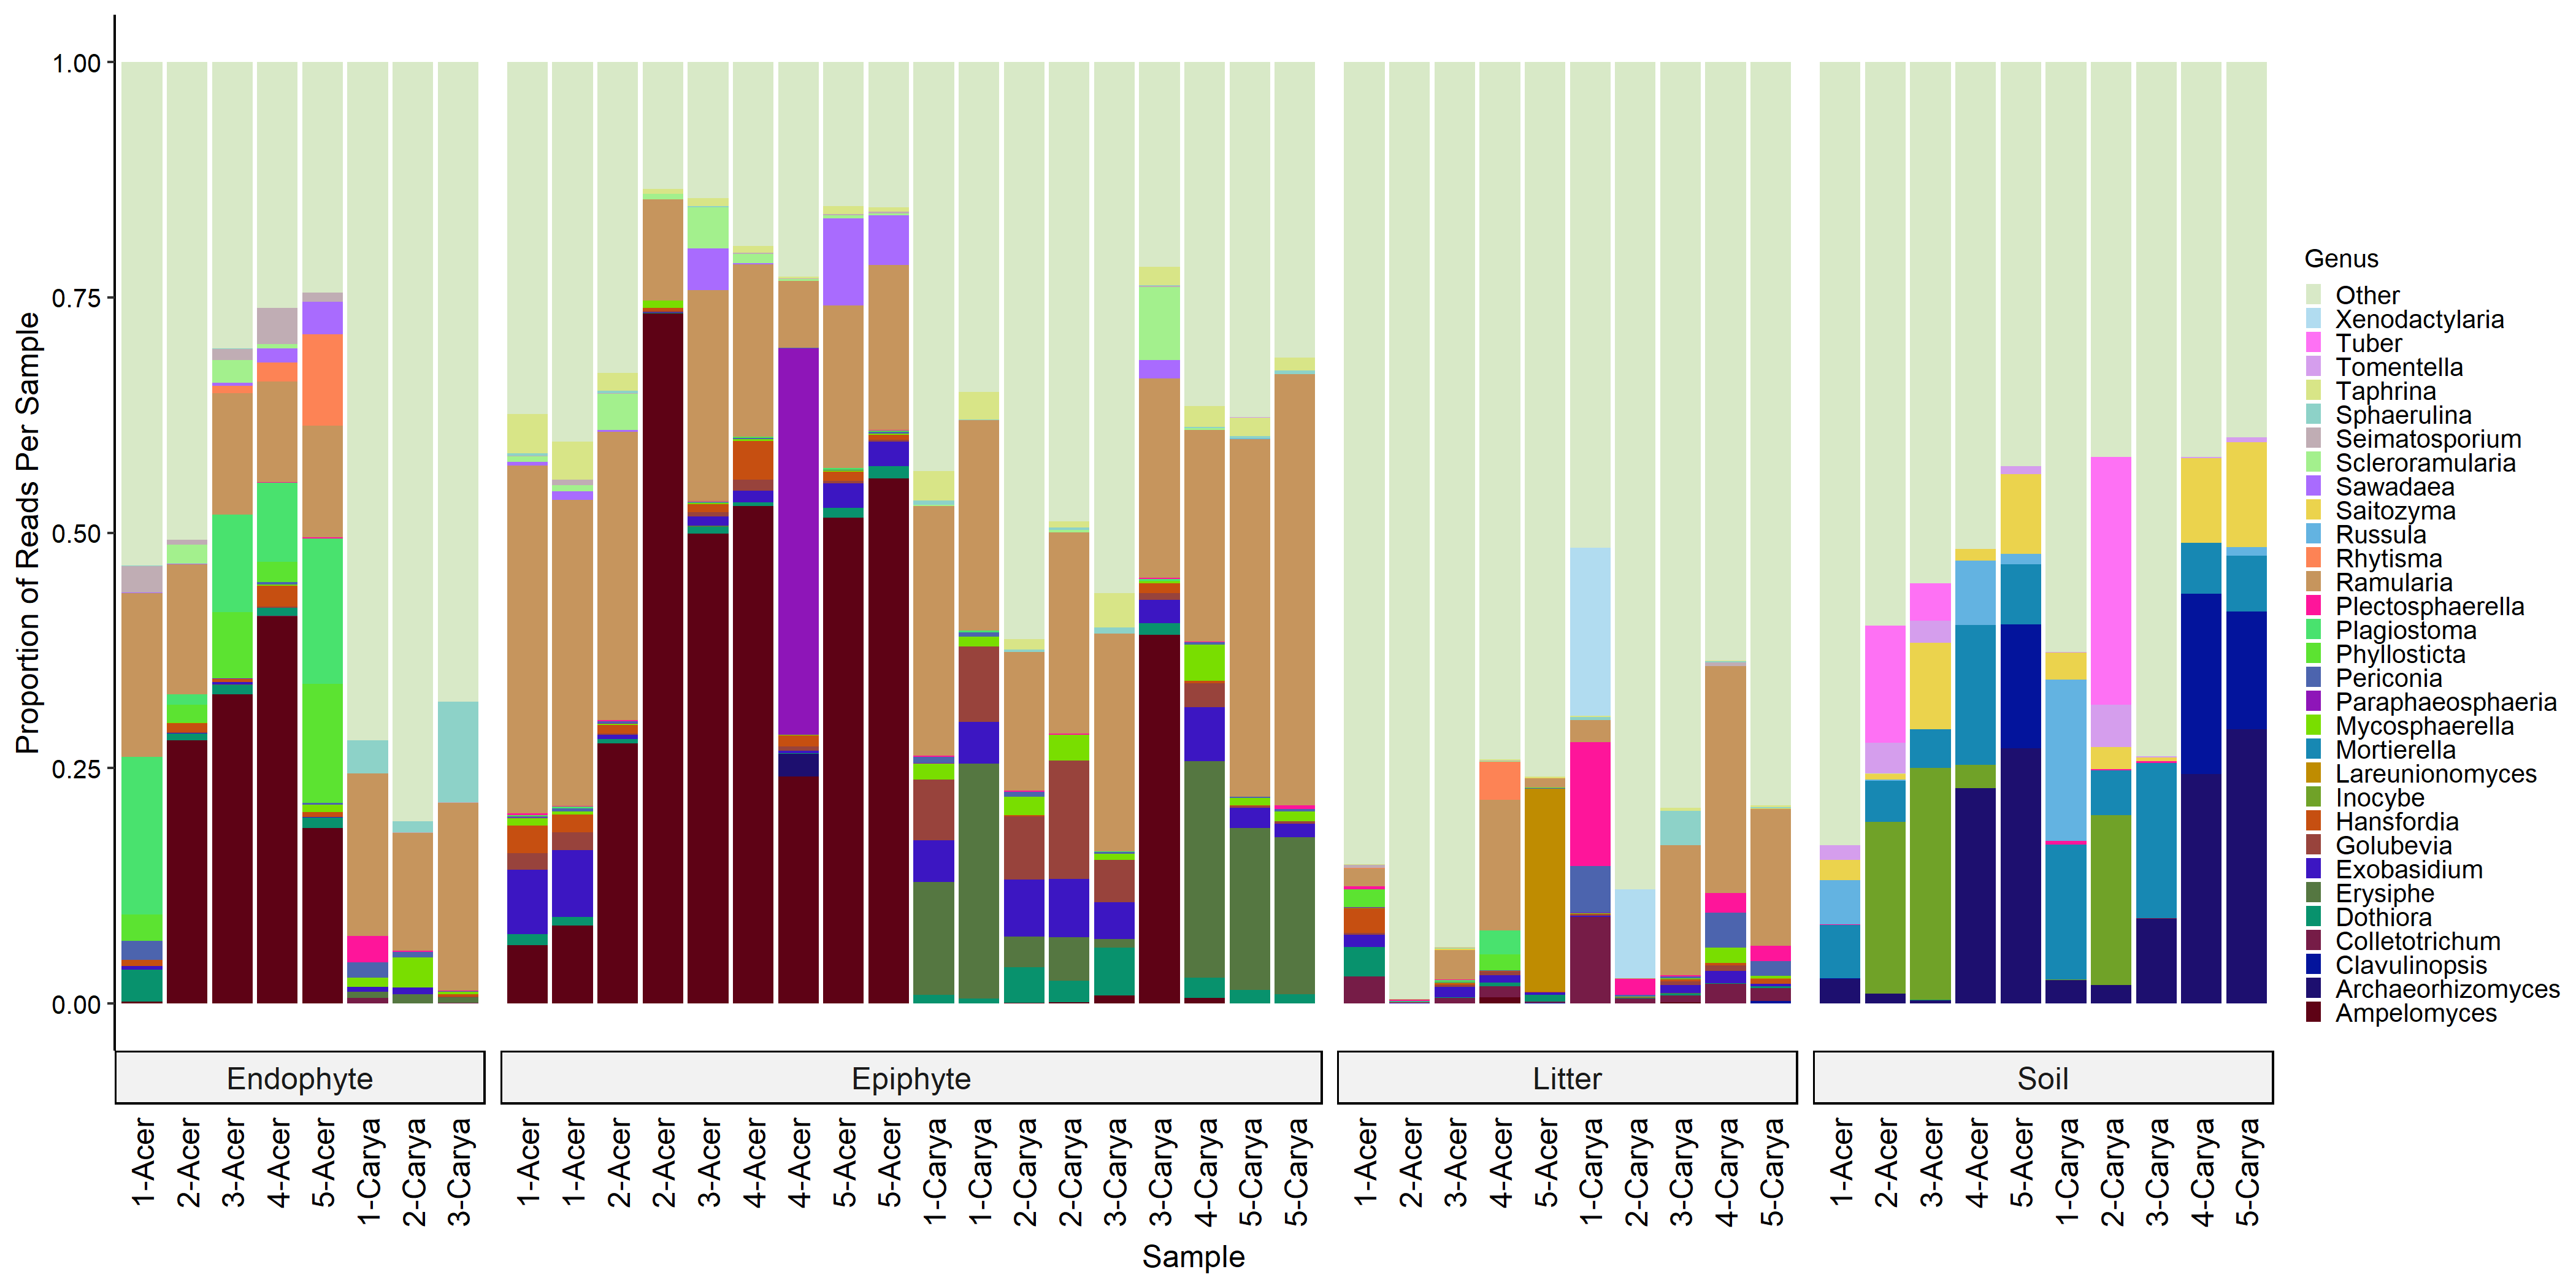 Proportion of Reads Per Sample
1.00
0.75
0.50
0.25
0.00
Endophyte
Epiphyte
Litter
Soil
1-Acer
2-Acer
3-Acer
4-Acer
5-Acer
1-Carya
2-Carya
3-Carya
1-Acer
1-Acer
2-Acer
2-Acer
3-Acer
4-Acer
4-Acer
5-Acer
5-Acer
1-Carya
1-Carya
2-Carya
2-Carya
3-Carya
3-Carya
4-Carya
5-Carya
5-Carya
1-Acer
2-Acer
3-Acer
4-Acer
5-Acer
1-Carya
2-Carya
3-Carya
4-Carya
5-Carya
1-Acer
2-Acer
3-Acer
4-Acer
5-Acer
1-Carya
2-Carya
3-Carya
4-Carya
5-Carya
Sample
Genus
Other
Xenodactylaria
Tuber
Tomentella
Taphrina
Sphaerulina
Seimatosporium
Scleroramularia
Sawadaea
Saitozyma
Russula
Rhytisma
Ramularia
Plectosphaerella
Plagiostoma
Phyllosticta
Periconia
Paraphaeosphaeria
Mycosphaerella
Mortierella
Lareunionomyces
Inocybe
Hansfordia
Golubevia
Exobasidium
Erysiphe
Dothiora
Colletotrichum
Clavulinopsis
Archaeorhizomyces
Ampelomyces